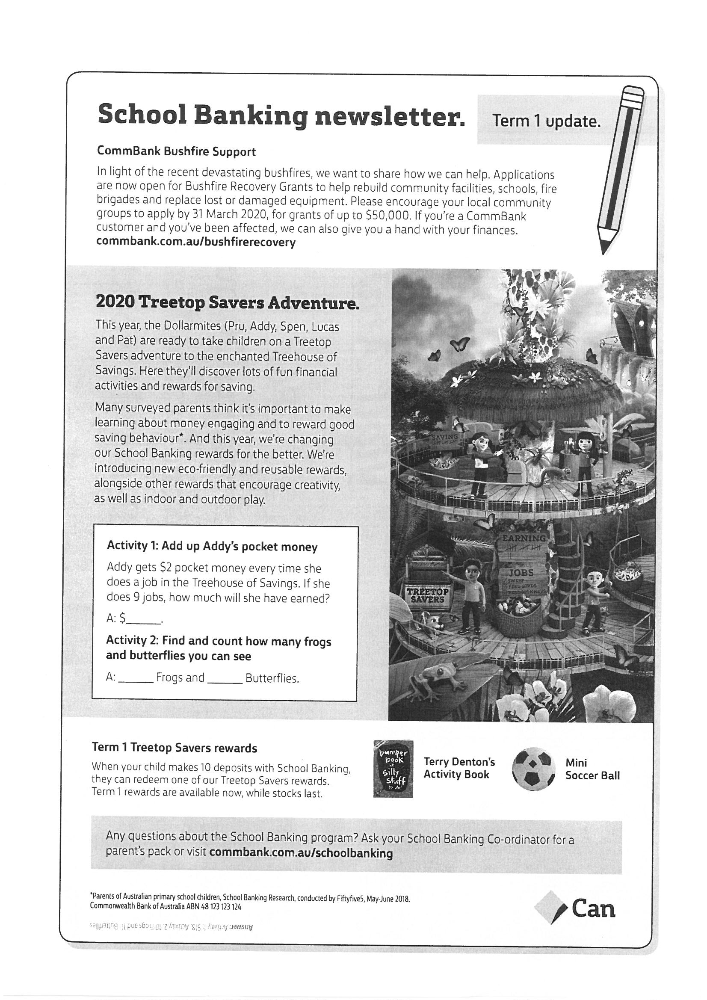 School Banking newsletter.
Term 1 update.
CommBank Bushfire Support
In light of the recent devastating bushfires, we want to share how we can help. Applications
are now open for Bushfire Recovery Grants to help rebuild community facilities, schools, fire
brigades and replace lost or damaged equipment. Please encourage your local community
groups to apply by 31 March 2020, for grants of up to $50,000. If you're a CommBank
customer and you've been affected, we can also give you a hand with your finances.
commbank.com.au/bushfirerecovery
2020 Treetop Savers Adventure.
This year, the Dollarmites (Pru, Addy, Spen, Lucas
and Pat) are ready to take children on a Treetop
Savers adventure to the enchanted Treehouse of
Savings. Here they'll discover lots of fun financial
activities and rewards for saving.
Many surveyed parents think it's important to make
learning about money engaging and to reward good
saving behaviour*. And this year, we're changing
our School Banking rewards for the better. We're
introducing new eco-friendly and reusable rewards,
alongside other rewards that encourage creativity,
as well as indoor and outdoor play.
Activity 1: Add up Addy's pocket money
Addy gets $2 pocket money every time she
does a job in the Treehouse of Savings. If she
does 9 jobs, how much will she have earned?
A: $______.
Activity 2: Find and count how many frogs
and butterflies you can see
A: ______ Frogs and ______ Butterflies.
SAVING
EARNING
JOBS
SWEEP
FEED BIRDS
FEED MONKEYS
TREETOP
SAVERS
Term 1 Treetop Savers rewards
When your child makes 10 deposits with School Banking,
they can redeem one of our Treetop Savers rewards.
Term 1 rewards are available now, while stocks last.
bumper
book
of
silly
stuff
To do!
Terry Denton's
Activity Book
Mini
Soccer Ball
Any questions about the School Banking program? Ask your School Banking Co-ordinator for a
parent's pack or visit commbank.com.au/schoolbanking
*Parents of Australian primary school children, School Banking Research, conducted by Fiftyfive5, May-June 2018.
Commonwealth Bank of Australia ABN 48 123 123 124
Can
Answer: Activity 1: $18. Activity 2: 10 Frogs and 11 Butterflies